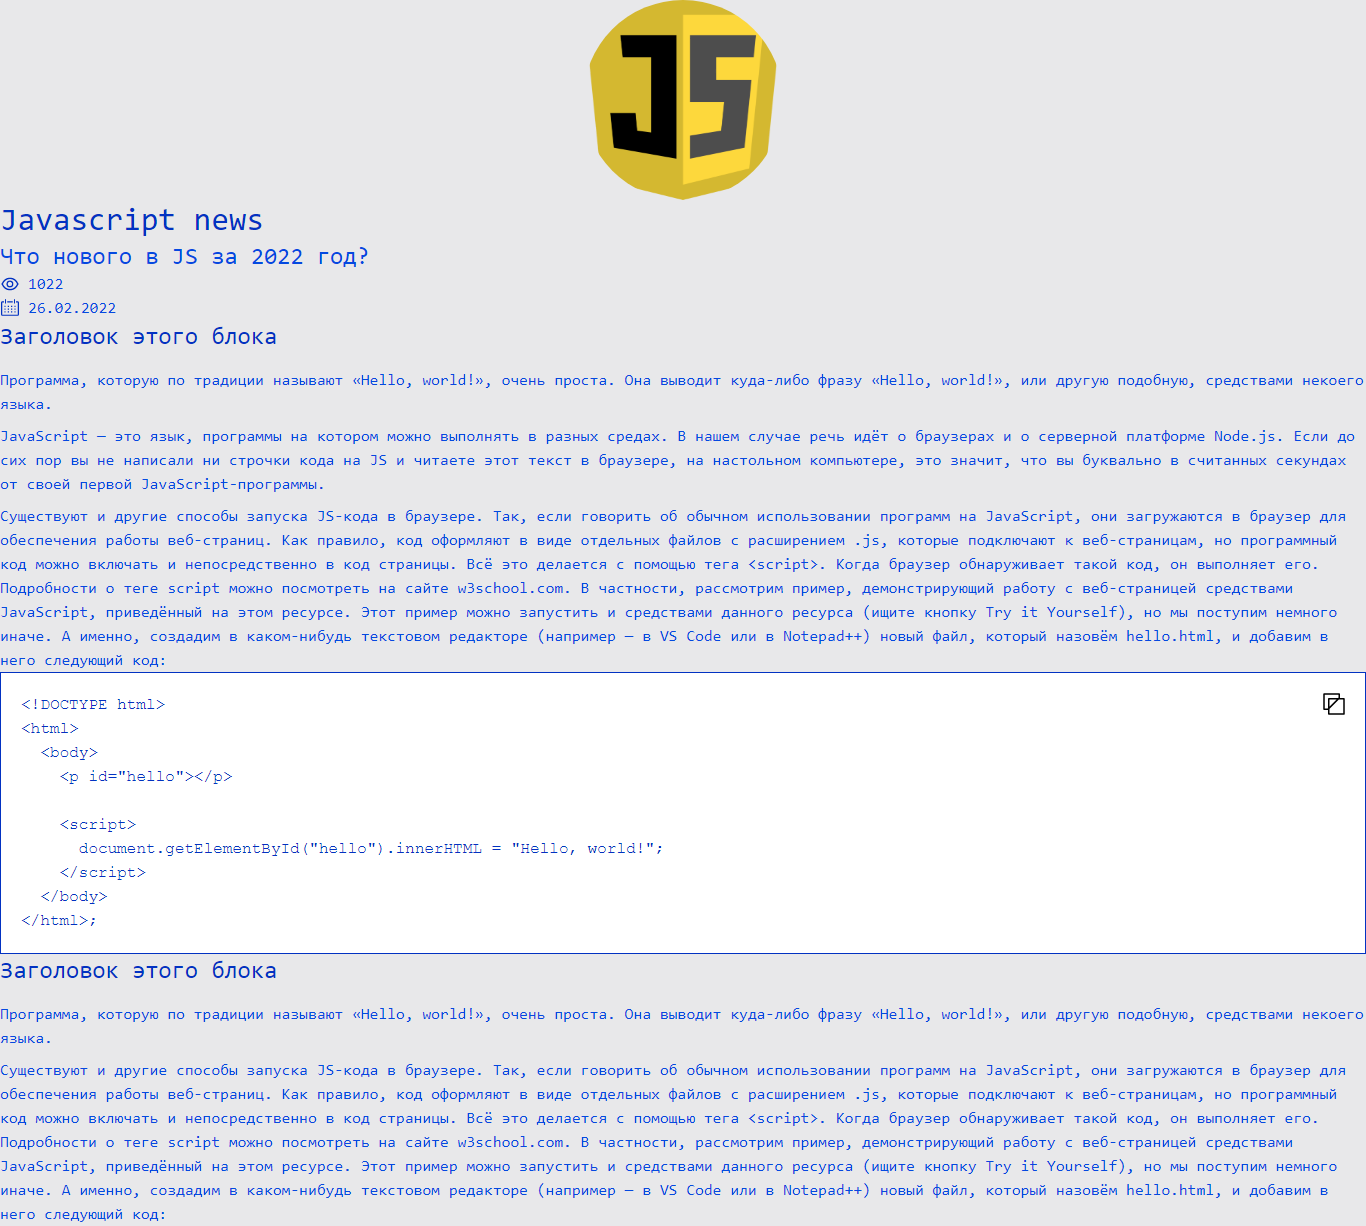 JS
Javascript news
Что нового в JS за 2022 год?
1022
26.02.2022
Заголовок этого блока
Программа, которую по традиции называют «Hello, world!», очень проста. Она выводит куда-либо фразу «Hello, world!», или другую подобную, средствами некоего
языка.
JavaScript — это язык, программы на котором можно выполнять в разных средах. В нашем случае речь идёт о браузерах и о серверной платформе Node.js. Если до
сих пор вы не написали ни строчки кода на JS и читаете этот текст в браузере, на настольном компьютере, это значит, что вы буквально в считанных секундах
от своей первой JavaScript-программы.
Существуют и другие способы запуска JS-кода в браузере. Так, если говорить об обычном использовании программ на JavaScript, они загружаются в браузер для
обеспечения работы веб-страниц. Как правило, код оформляют в виде отдельных файлов с расширением .js, которые подключают к веб-страницам, но программный
код можно включать и непосредственно в код страницы. Всё это делается с помощью тега <script>. Когда браузер обнаруживает такой код, он выполняет его.
Подробности о теге script можно посмотреть на сайте w3school.com. В частности, рассмотрим пример, демонстрирующий работу с веб-страницей средствами
JavaScript, приведённый на этом ресурсе. Этот пример можно запустить и средствами данного ресурса (ищите кнопку Try it Yourself), но мы поступим немного
иначе. А именно, создадим в каком-нибудь текстовом редакторе (например — в VS Code или в Notepad++) новый файл, который назовём hello.html, и добавим в
него следующий код:
<!DOCTYPE html>
<html>
  <body>
    <p id="hello"></p>
    <script>
      document.getElementById("hello").innerHTML = "Hello, world!";
    </script>
  </body>
</html>;
Заголовок этого блока
Программа, которую по традиции называют «Hello, world!», очень проста. Она выводит куда-либо фразу «Hello, world!», или другую подобную, средствами некоего
языка.
Существуют и другие способы запуска JS-кода в браузере. Так, если говорить об обычном использовании программ на JavaScript, они загружаются в браузер для
обеспечения работы веб-страниц. Как правило, код оформляют в виде отдельных файлов с расширением .js, которые подключают к веб-страницам, но программный
код можно включать и непосредственно в код страницы. Всё это делается с помощью тега <script>. Когда браузер обнаруживает такой код, он выполняет его.
Подробности о теге script можно посмотреть на сайте w3school.com. В частности, рассмотрим пример, демонстрирующий работу с веб-страницей средствами
JavaScript, приведённый на этом ресурсе. Этот пример можно запустить и средствами данного ресурса (ищите кнопку Try it Yourself), но мы поступим немного
иначе. А именно, создадим в каком-нибудь текстовом редакторе (например — в VS Code или в Notepad++) новый файл, который назовём hello.html, и добавим в
него следующий код: